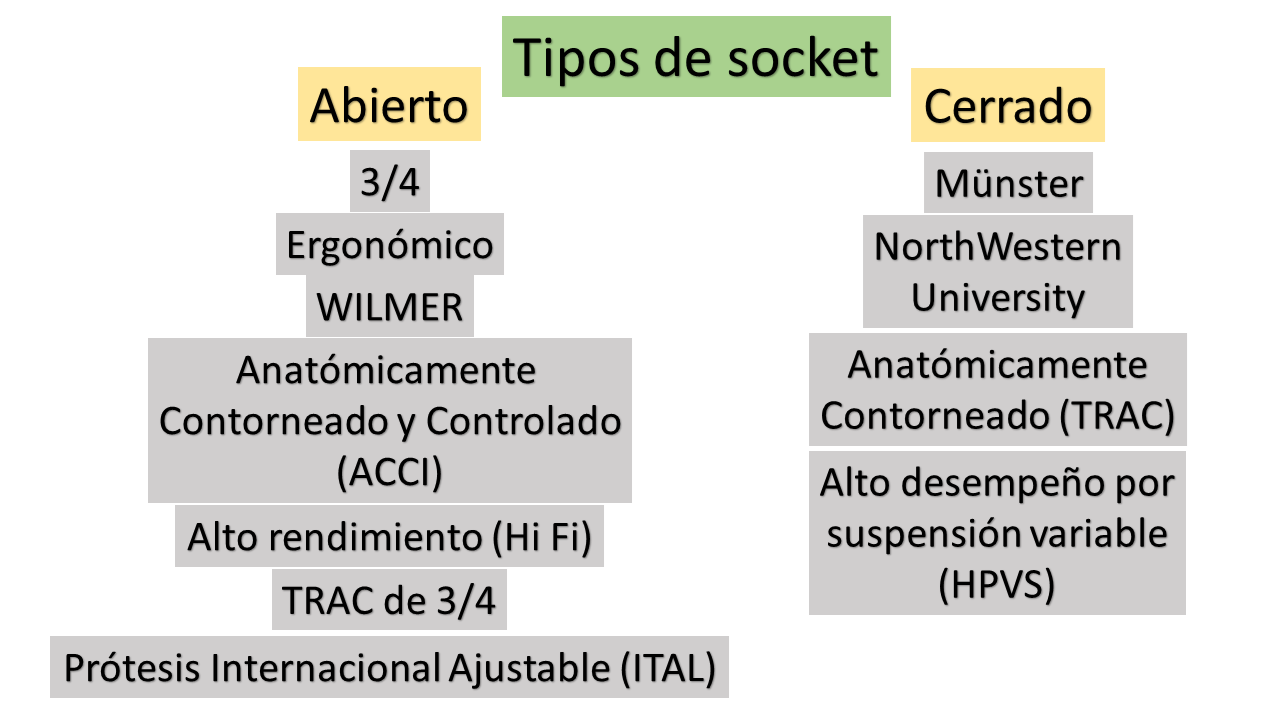 Tipos de socket
Abierto
3/4
Ergonómico
WILMER
Anatómicamente
Contorneado y Controlado
(ACCI)
Alto rendimiento (Hi Fi)
TRAC de 3/4
Prótesis Internacional Ajustable (ITAL)
Cerrado
Münster
NorthWestern
University
Anatómicamente
Contorneado (TRAC)
Alto desempeño por
suspensión variable
(HPVS)